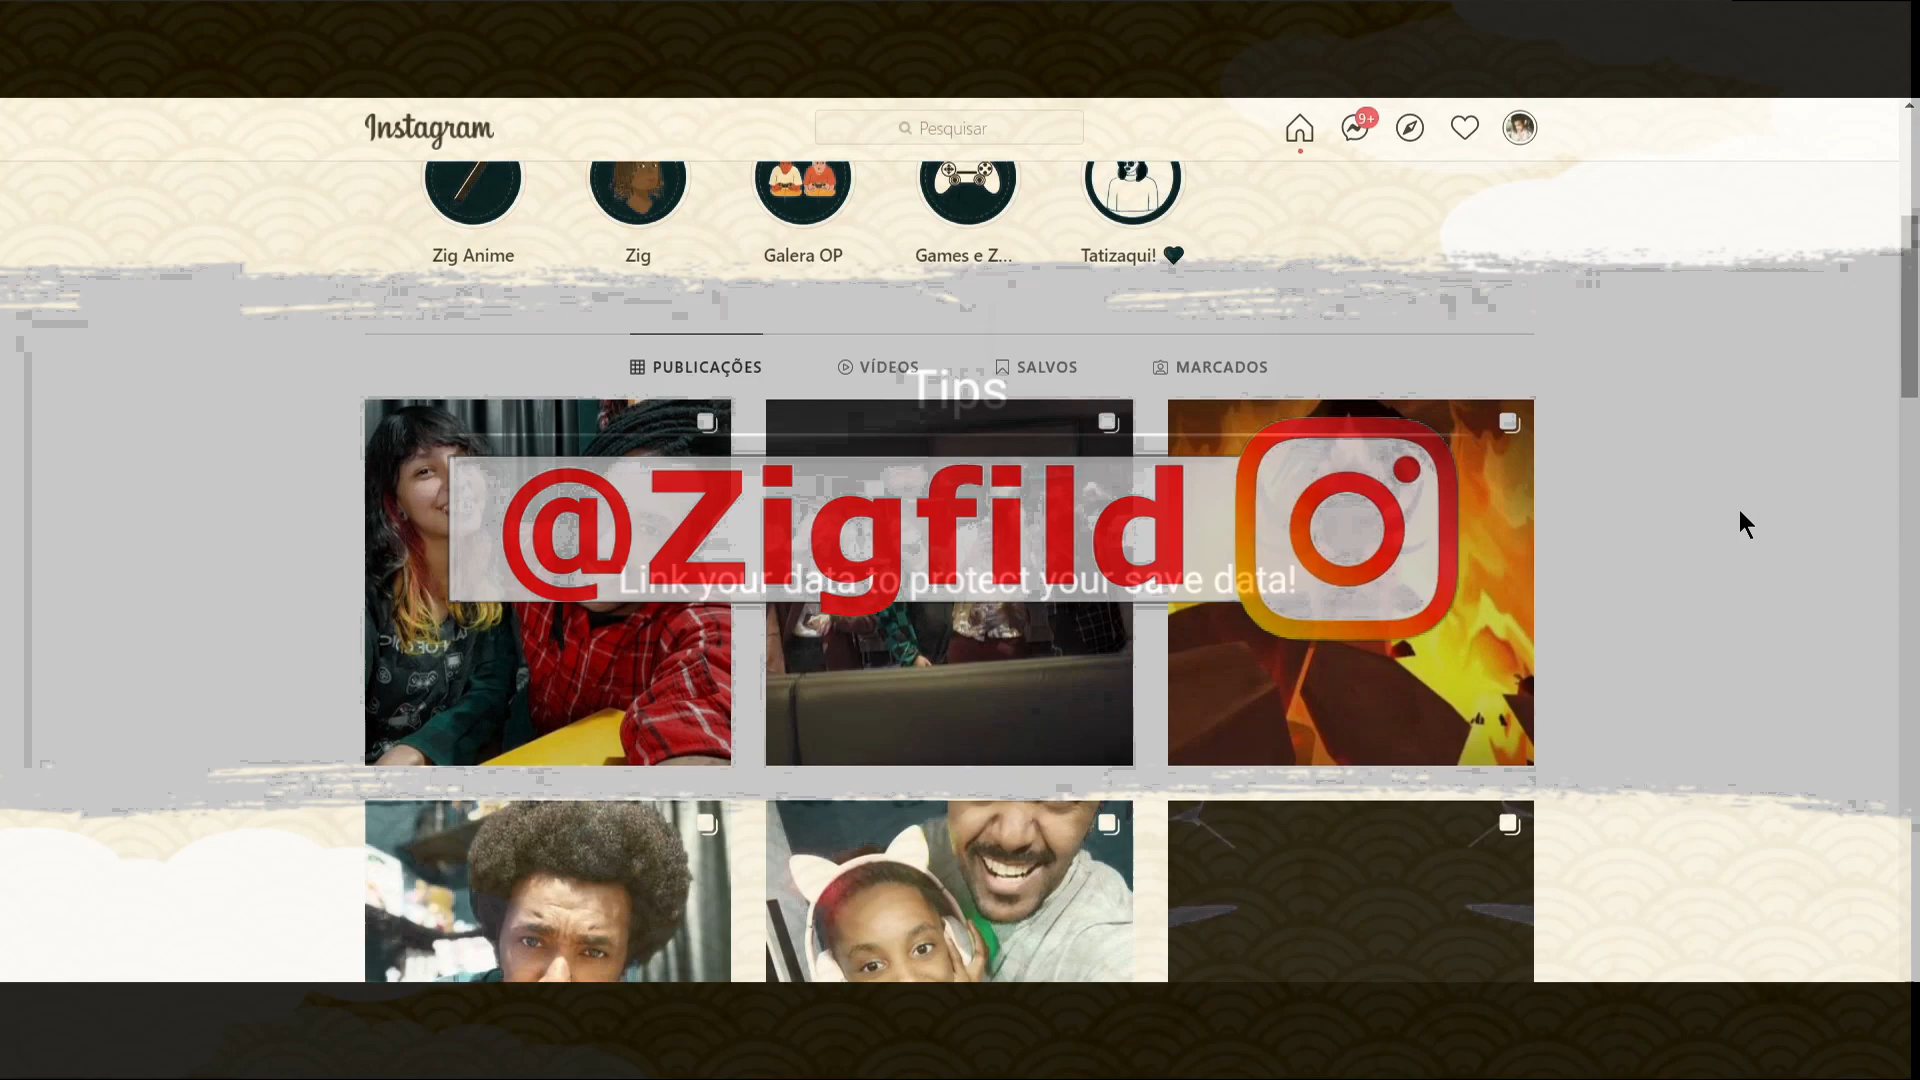 Instagram
Pesquisar
9+
Zig Anime
Zig
Galera OP
Games e Z...
Tatizaqui!
PUBLICAÇÕES
VÍDEOS
SALVOS
MARCADOS
Tips
@Zigfild
Link your data to protect your save data!